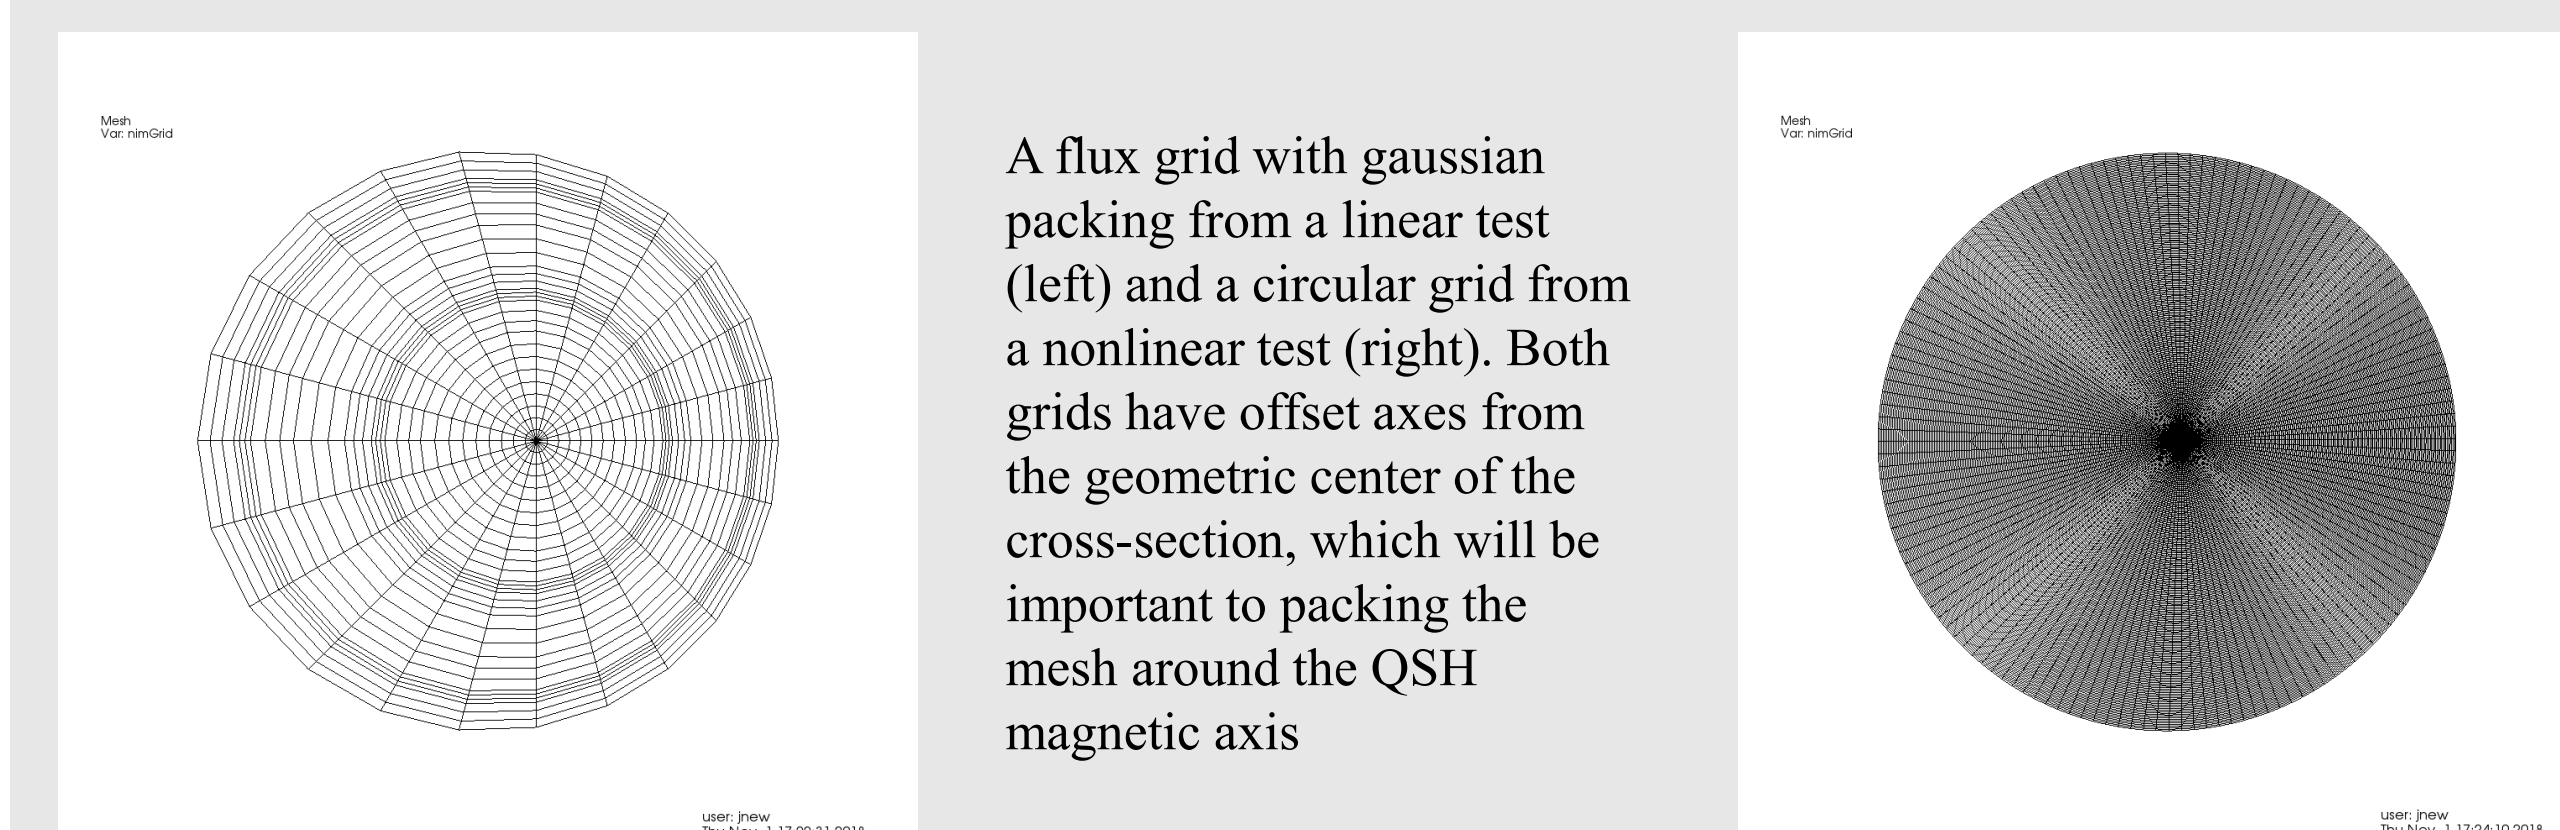 Mesh
Var: nimGrid
user: jnew
A flux grid with gaussian
packing from a linear test
(left) and a circular grid from
a nonlinear test (right). Both
grids have offset axes from
the geometric center of the
cross-section, which will be
important to packing the
mesh around the QSH
magnetic axis
Mesh
Var: nimGrid
user: jnew